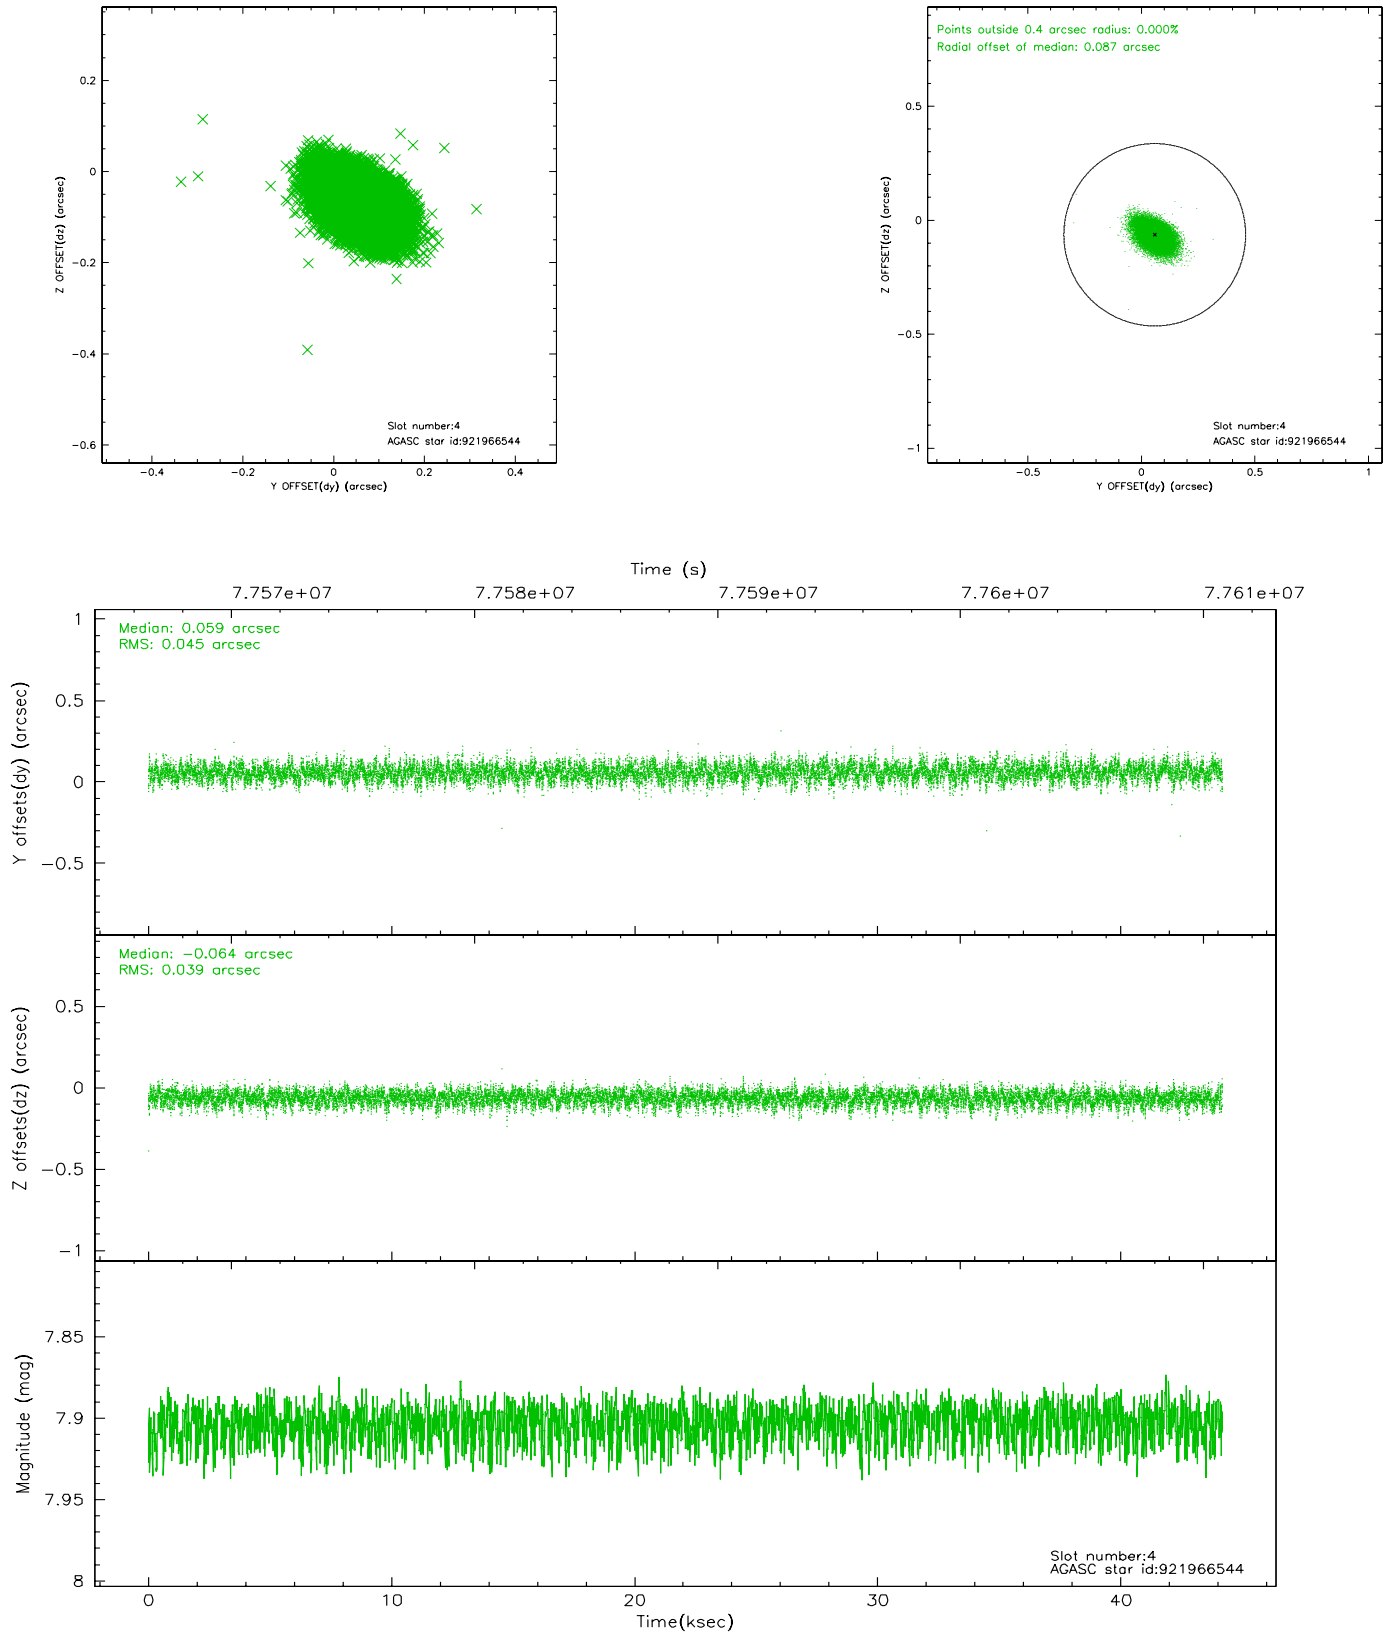 0.2
0
−0.2
−0.4
−0.6
Z OFFSET(dz) (arcsec)
−0.4
−0.2
0
0.2
0.4
Y OFFSET(dy) (arcsec)
Slot number:4
AGASC star id:921966544
Points outside 0.4 arcsec radius: 0.000%
Radial offset of median: 0.087 arcsec
0.5
0
−0.5
−1
Z OFFSET(dz) (arcsec)
−0.5
0
0.5
1
Y OFFSET(dy) (arcsec)
Slot number:4
AGASC star id:921966544
Time (s)
7.757e+07
7.758e+07
7.759e+07
7.76e+07
7.761e+07
Median: 0.059 arcsec
RMS: 0.045 arcsec
1
0.5
0
−0.5
Y offsets(dy) (arcsec)
Median: −0.064 arcsec
RMS: 0.039 arcsec
0.5
0
−0.5
−1
Z offsets(dz) (arcsec)
7.85
7.9
7.95
8
Magnitude (mag)
Slot number:4
AGASC star id:921966544
0
10
20
30
40
Time(ksec)